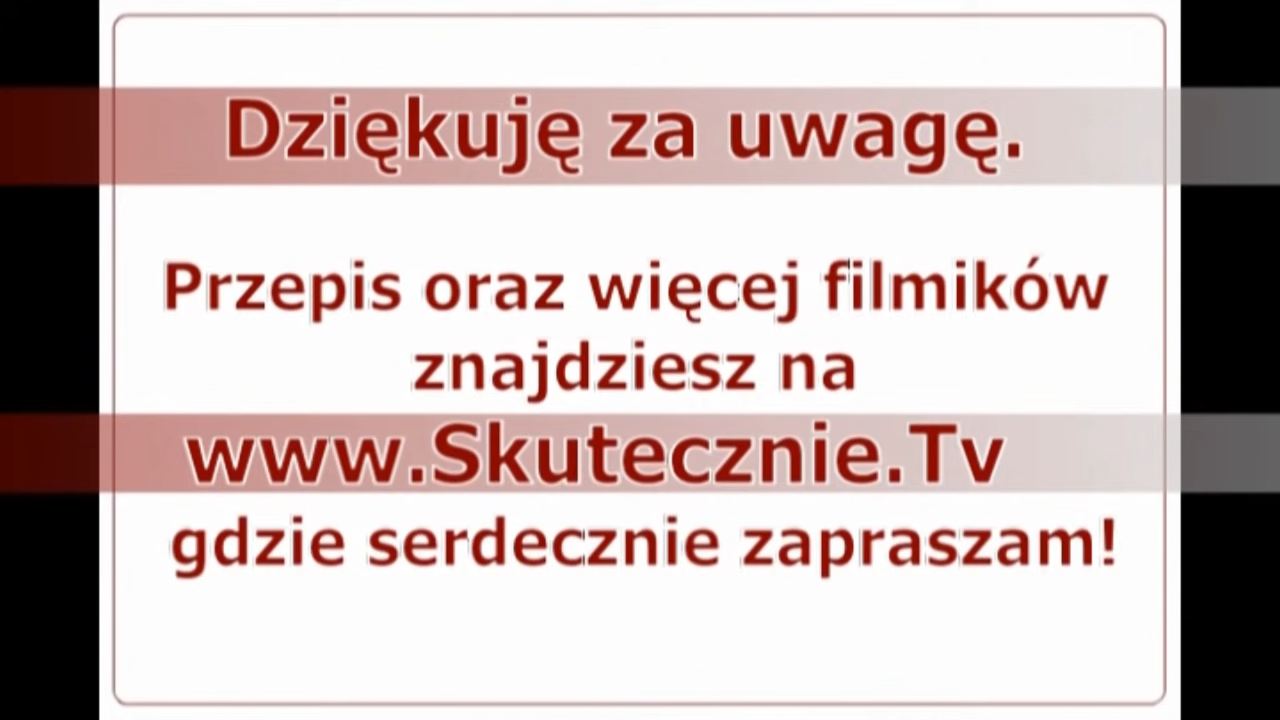 Dziękuję za uwagę.
Przepis oraz więcej filmików
znajdziesz na
www.Skutecznie.Tv
gdzie serdecznie zapraszam!